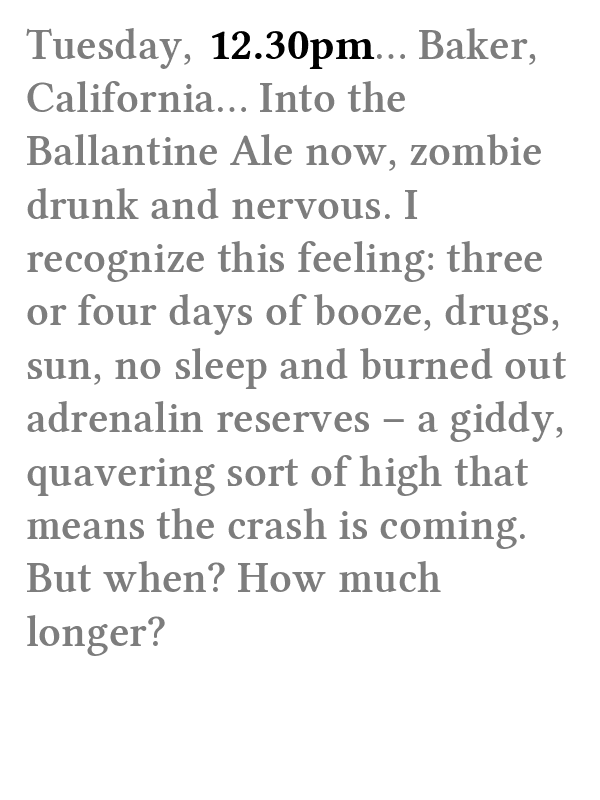 Tuesday, 12.30pm… Baker,
California… Into the
Ballantine Ale now, zombie
drunk and nervous. I
recognize this feeling: three
or four days of booze, drugs,
sun, no sleep and burned out
adrenalin reserves – a giddy,
quavering sort of high that
means the crash is coming.
But when? How much
longer?